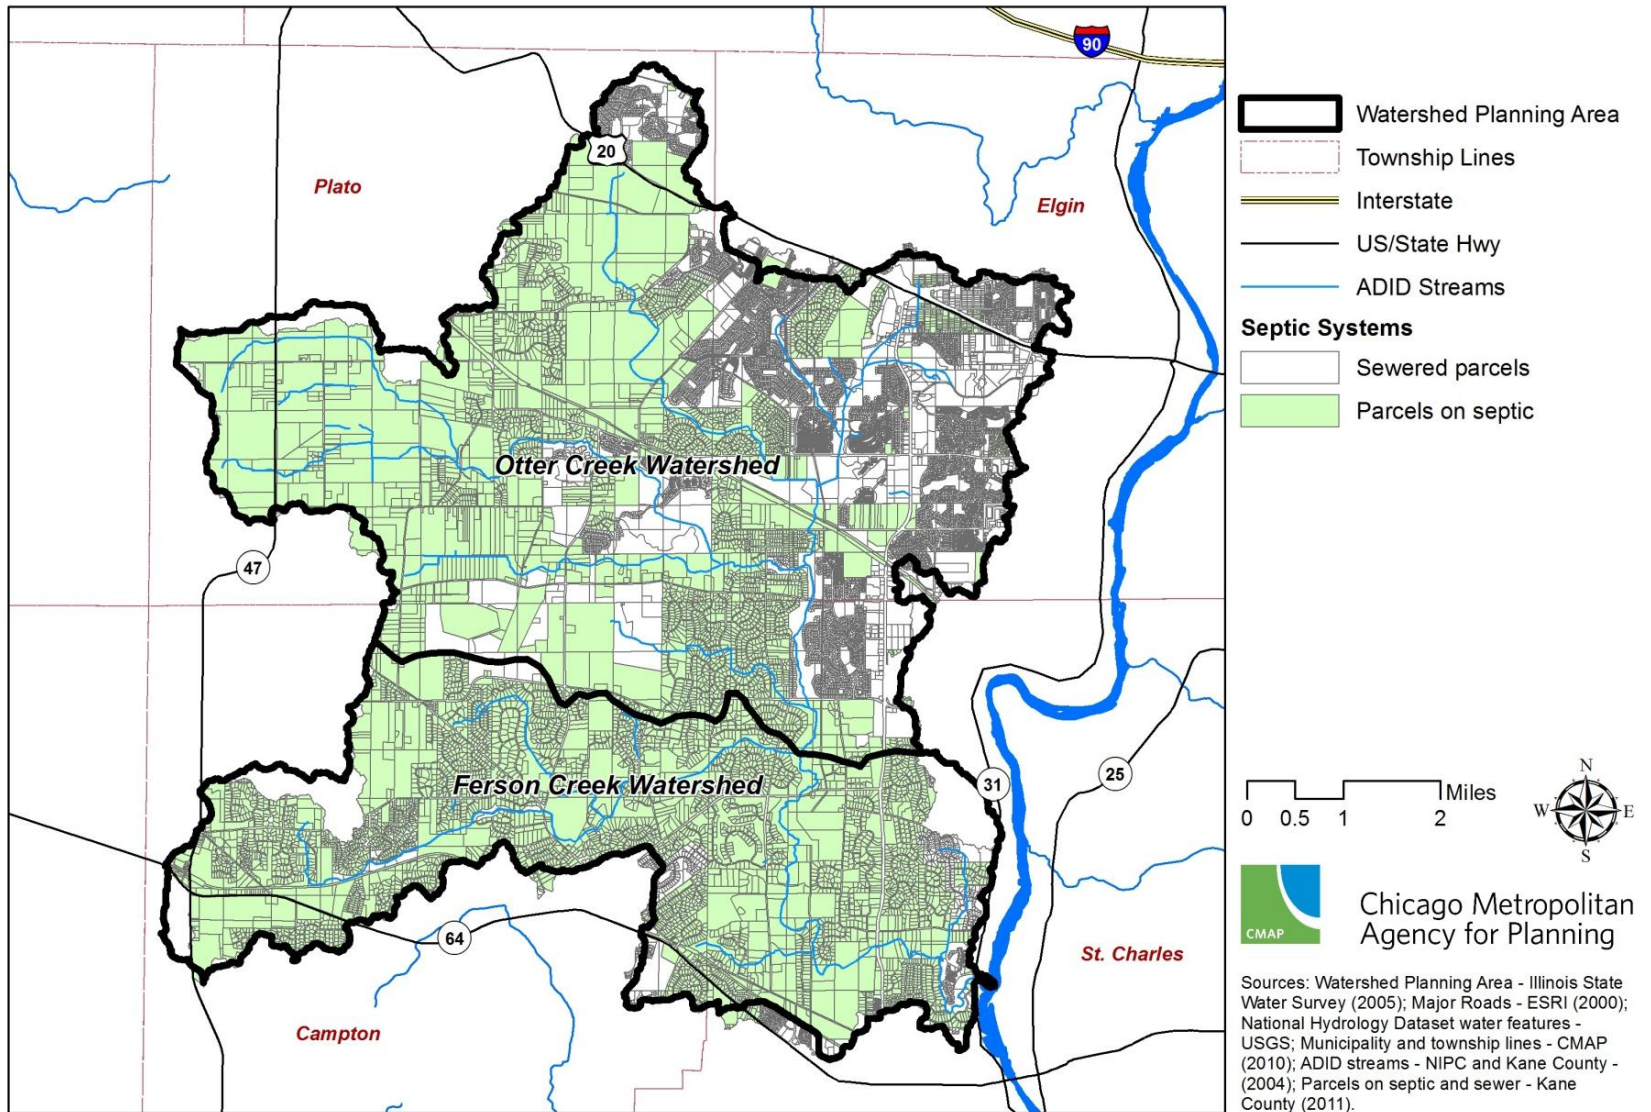 90
20
Plato
Elgin
Otter Creek Watershed
47
Ferson Creek Watershed
31
25
64
St. Charles
Campton
Watershed Planning Area
Township Lines
Interstate
US/State Hwy
ADID Streams
Septic Systems
Sewered parcels
Parcels on septic
Miles
0 0.5 1 2
N
W E
S
CMAP
Chicago Metropolitan
Agency for Planning
Sources: Watershed Planning Area - Illinois State
Water Survey (2005); Major Roads - ESRI (2000);
National Hydrology Dataset water features -
USGS; Municipality and township lines - CMAP
(2010); ADID streams - NIPC and Kane County -
(2004); Parcels on septic and sewer - Kane
County (2011).